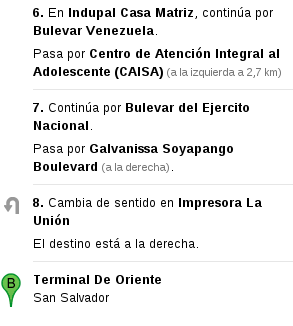 6. En Indupal Casa Matriz, continúa por
Bulevar Venezuela.
Pasa por Centro de Atención Integral al
Adolescente (CAISA) (a la izquierda a 2,7 km)
7. Continúa por Bulevar del Ejercito
Nacional.
Pasa por Galvanissa Soyapango
Boulevard (a la derecha).
8. Cambia de sentido en Impresora La
Unión
El destino está a la derecha.
B
Terminal De Oriente
San Salvador